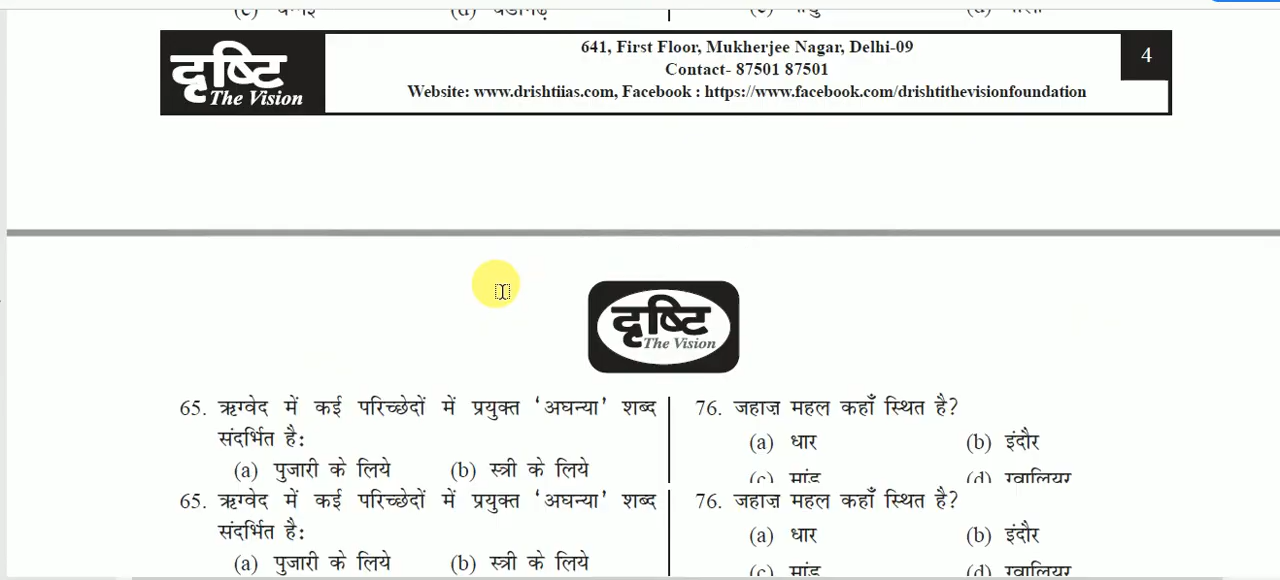 641, First Floor, Mukherjee Nagar, Delhi-09
4
Contact- 87501 87501
दृष्टि
The Vision
Website: www.drishtiias.com, Facebook : https://www.facebook.com/drishtithevisionfoundation
दृष्टि
The Vision
65. ऋग्वेद में कई परिच्छेदों में प्रयुक्त ‘अघन्या’ शब्द
संदर्भित है:
(a) पुजारी के लिये (b) स्त्री के लिये
65. ऋग्वेद में कई परिच्छेदों में प्रयुक्त ‘अघन्या’ शब्द
संदर्भित है:
(a) पुजारी के लिये (b) स्त्री के लिये
76. जहाज़ महल कहाँ स्थित है?
(a) धार (b) इंदौर
(c) मांडू (d) ग्वालियर
76. जहाज़ महल कहाँ स्थित है?
(a) धार (b) इंदौर
(c) मांडू (d) ग्वालियर